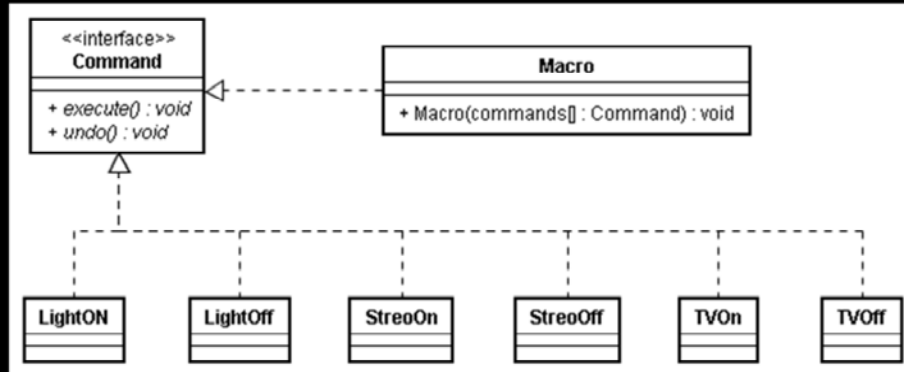 <<interface>>
Command
+ execute() : void
+ undo() : void
Macro
+ Macro(commands[] : Command) : void
LightON
LightOff
StreoOn
StreoOff
TVOn
TVOff